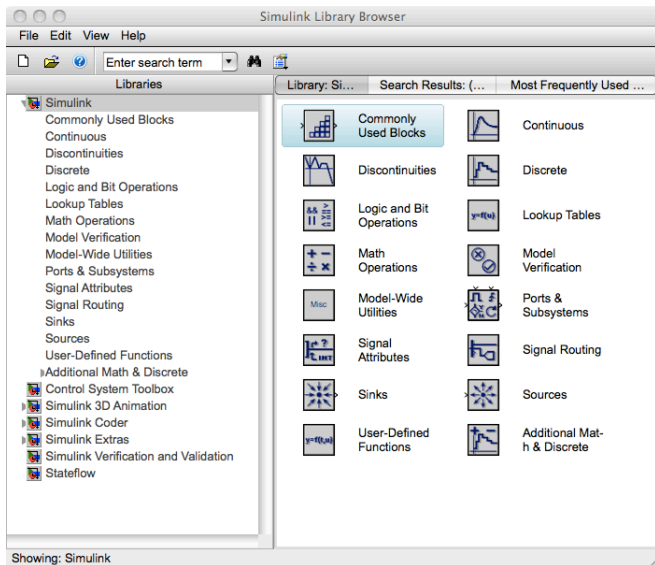 Simulink Library Browser
File Edit View Help
Enter search term
Libraries
Library: Si...
Search Results: (...
Most Frequently Used ...
Simulink
Commonly Used Blocks
Continuous
Discontinuities
Discrete
Logic and Bit Operations
Lookup Tables
Math Operations
Model Verification
Model-Wide Utilities
Ports & Subsystems
Signal Attributes
Signal Routing
Sinks
Sources
User-Defined Functions
Additional Math & Discrete
Control System Toolbox
Simulink 3D Animation
Simulink Coder
Simulink Extras
Simulink Verification and Validation
Stateflow
Commonly
Used Blocks
Continuous
Discontinuities
Discrete
&& > ==
|| >= <=
Logic and Bit
Operations
y=f(u)
Lookup Tables
+ −
÷ ×
Math
Operations
Model
Verification
Misc
Model-Wide
Utilities
Ports &
Subsystems
?
INT
Signal
Attributes
Signal Routing
Sinks
Sources
y=f(t,u)
User-Defined
Functions
Additional Mat-
h & Discrete
Showing: Simulink